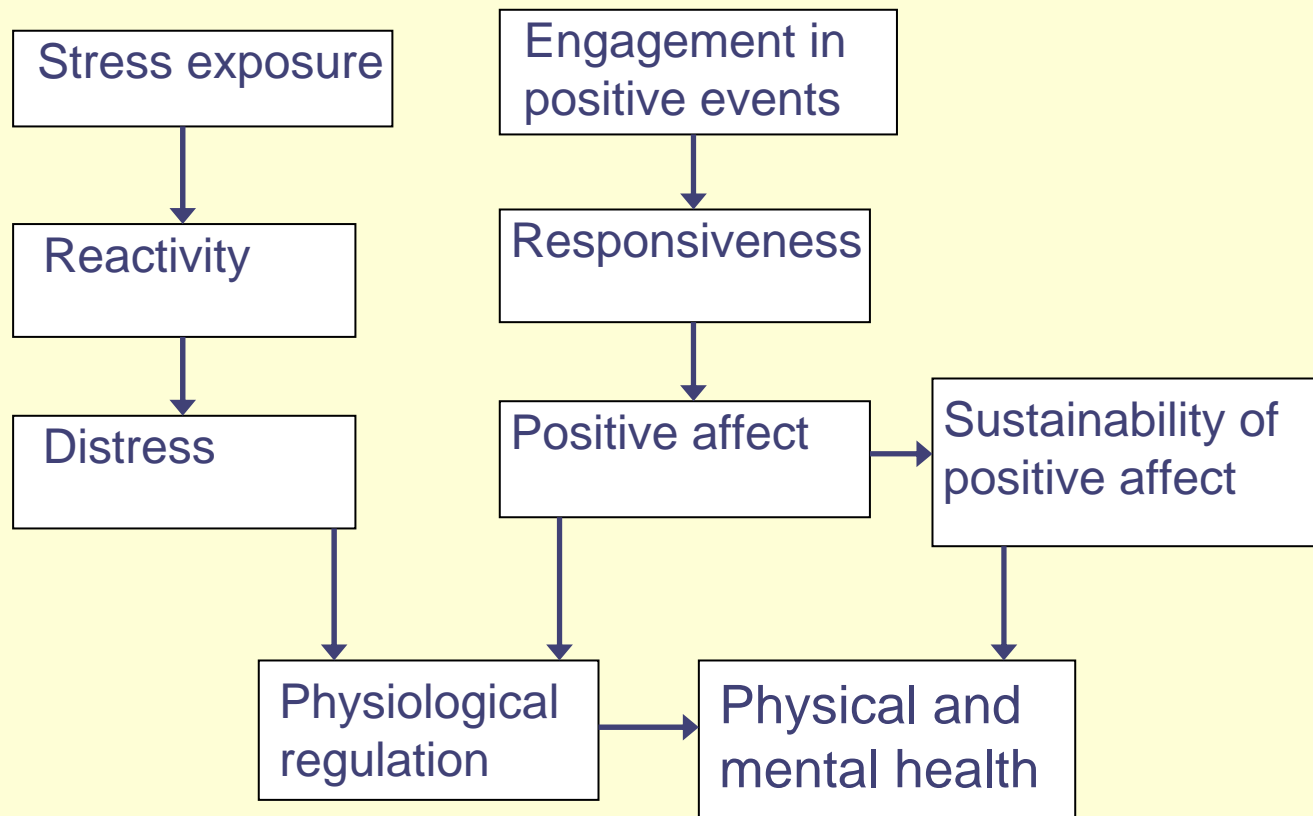 Stress exposure
Engagement in
positive events
Reactivity
Responsiveness
Distress
Positive affect
Sustainability of
positive affect
Physiological
regulation
Physical and
mental health